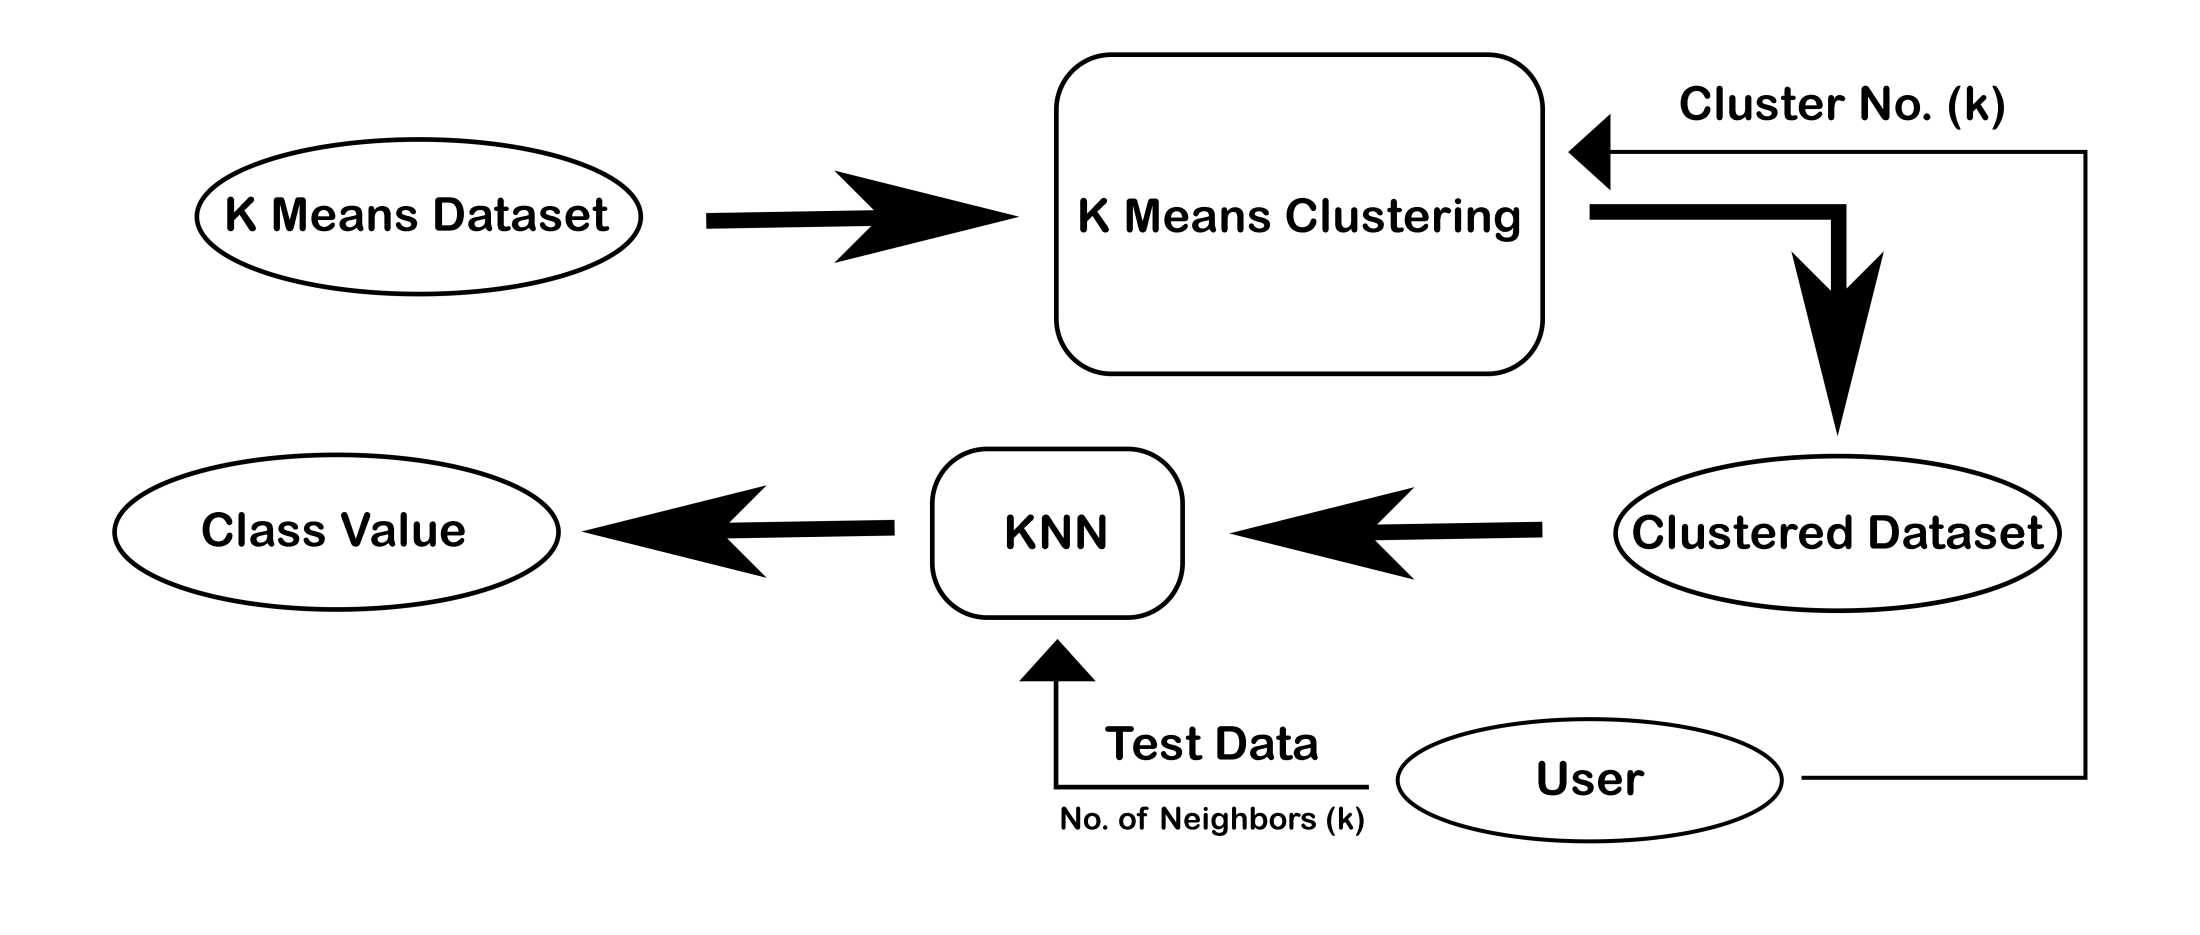 Cluster No. (k)
K Means Dataset
K Means Clustering
Class Value
KNN
Clustered Dataset
Test Data
User
No. of Neighbors (k)